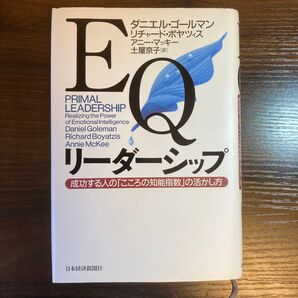 ダニエル・ゴールマン
リチャード・ボヤツィス
アニー・マッキー
土屋京子[訳]
EQ
PRIMAL
LEADERSHIP
Realizing the Power
of Emotional Intelligence
Daniel Goleman
Richard Boyatzis
Annie McKee
リーダーシップ
成功する人の「こころの知能指数」の活かし方
日本経済新聞社